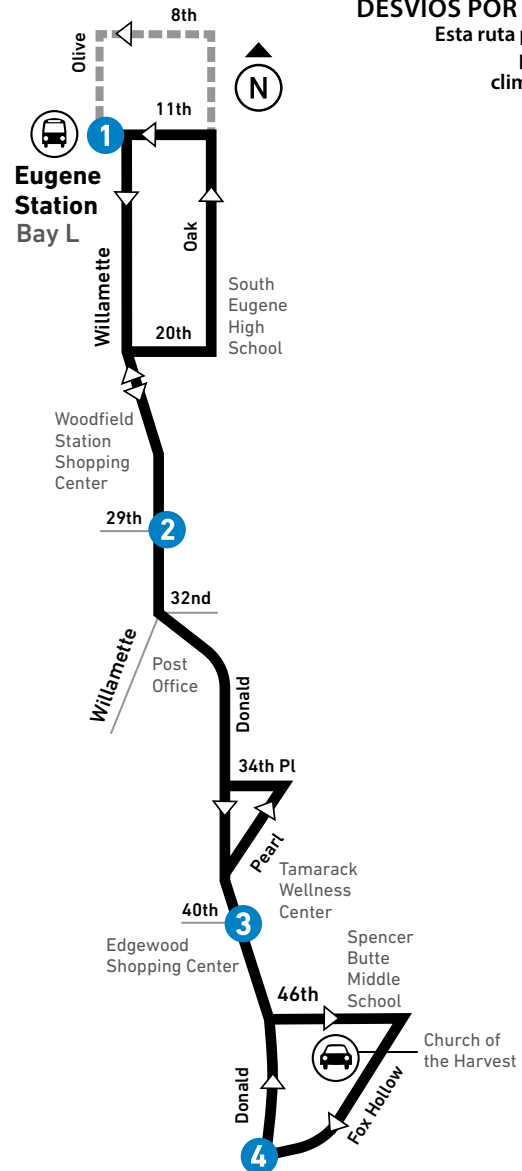 DESVIOS POR
Esta ruta p
clim
8th
Olive
N
11th
1
Eugene
Station
Bay L
Willamette
Oak
South
Eugene
High
School
20th
Woodfield
Station
Shopping
Center
29th
2
32nd
Willamette
Post
Office
Donald
34th Pl
Pearl
Tamarack
Wellness
Center
40th
3
Edgewood
Shopping Center
Spencer
Butte
Middle
School
46th
Church of
the Harvest
Donald
Fox Hollow
4